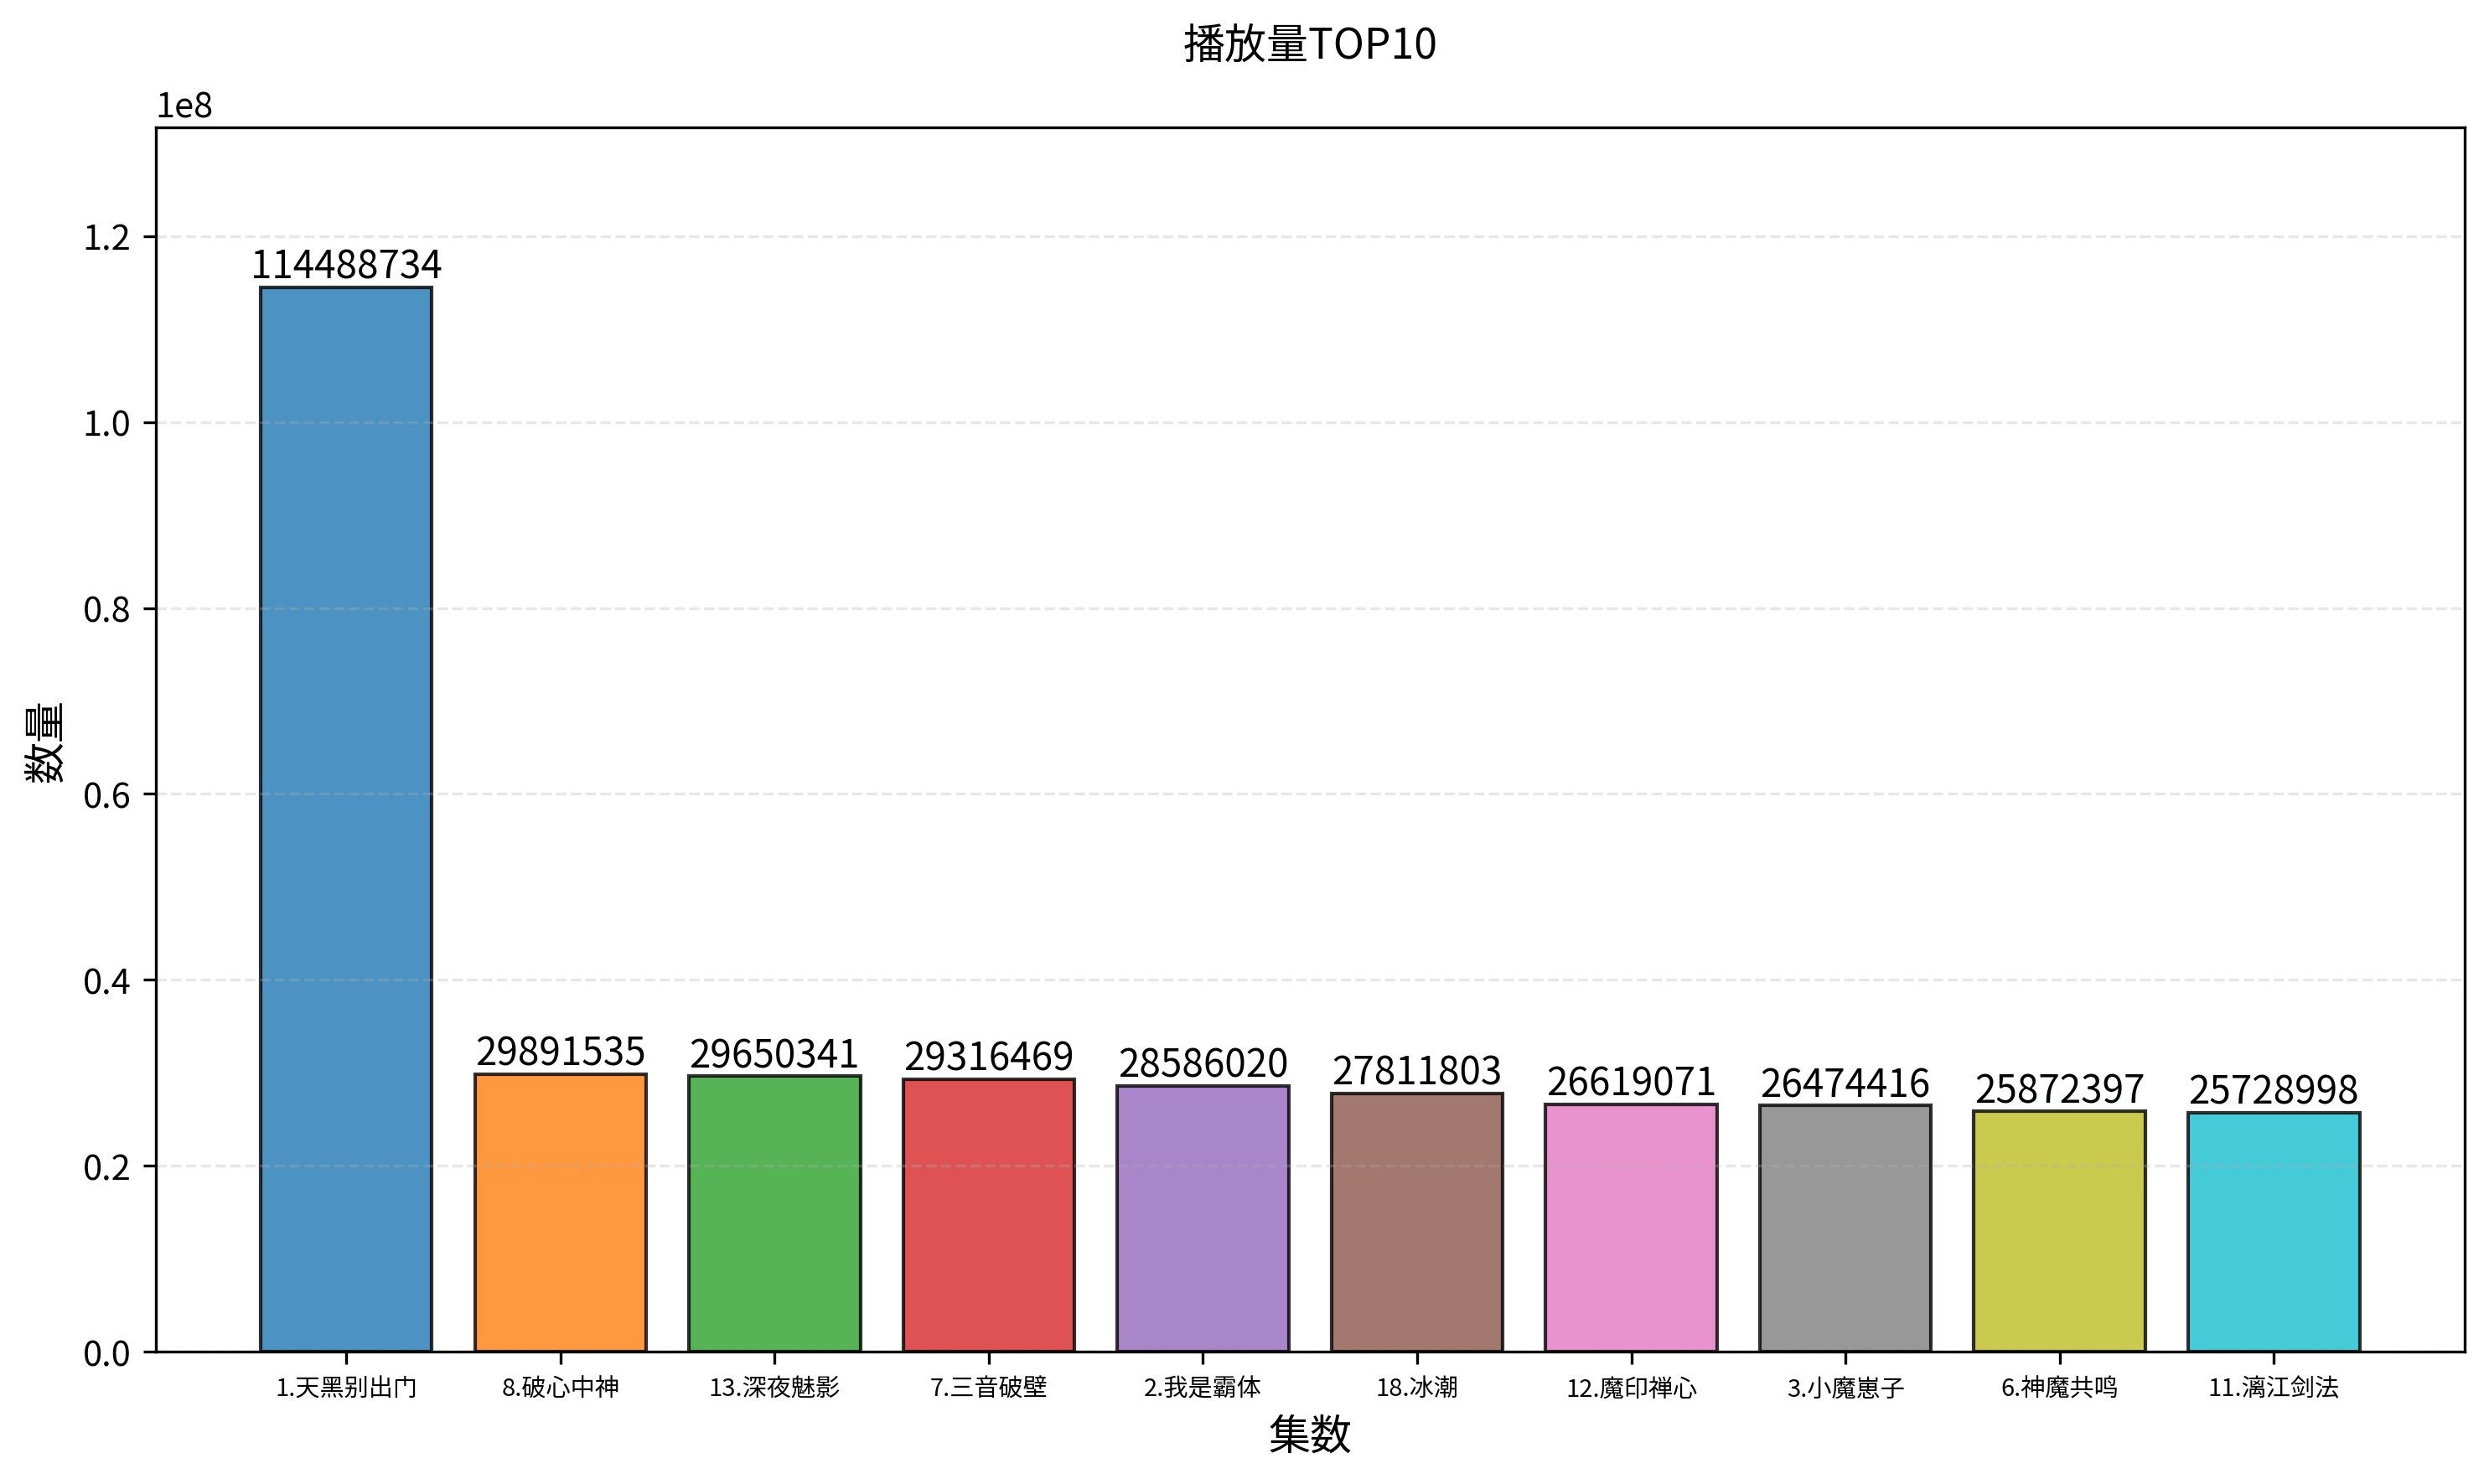 播放量TOP10
1e8
1.2
1.0
0.8
0.6
0.4
0.2
0.0
数量
114488734
29891535
29650341
29316469
28586020
27811803
26619071
26474416
25872397
25728998
1.天黑别出门
8.破心中神
13.深夜魅影
7.三音破壁
2.我是霸体
18.冰潮
12.魔印禅心
3.小魔崽子
6.神魔共鸣
11.漓江剑法
集数